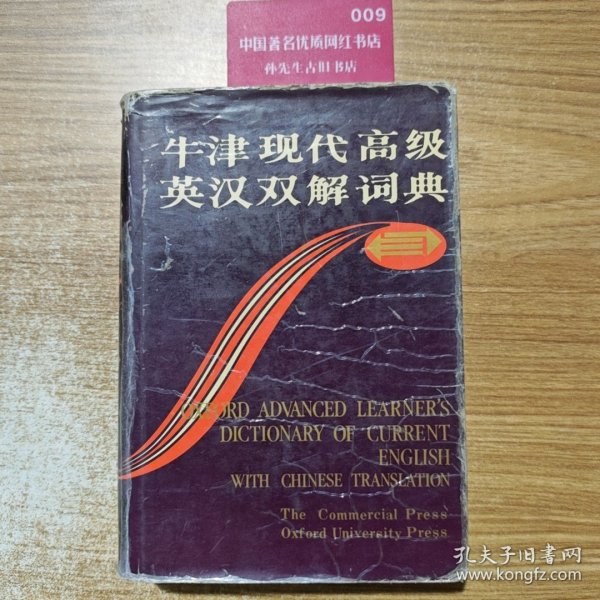 009
中国著名优质网红书店
孙先生古旧书店
牛津现代高级
英汉双解词典
OXFORD ADVANCED LEARNER'S
DICTIONARY OF CURRENT
ENGLISH
WITH CHINESE TRANSLATION
The Commercial Press
Oxford University Press
孔夫子旧书网
www.kongfz.com